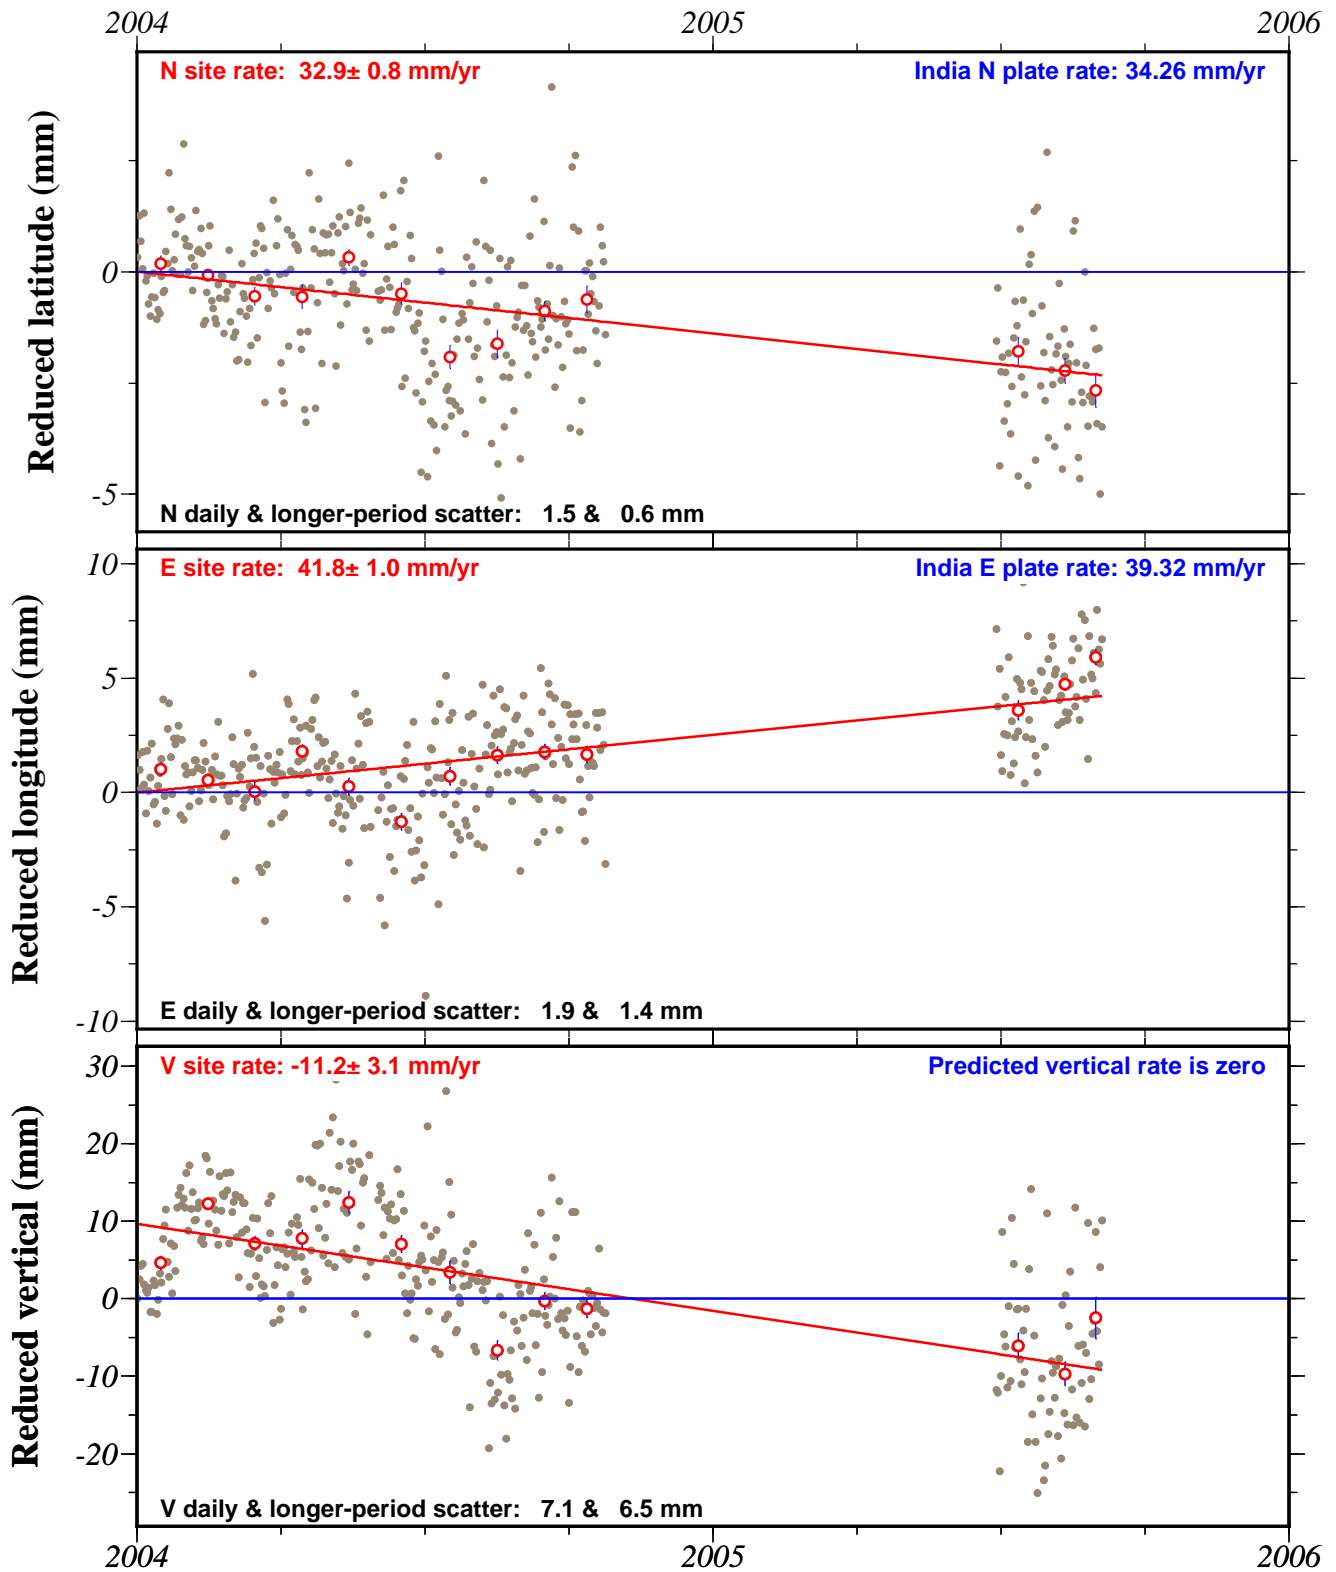 2004 2005 2006
N site rate: 32.9± 0.8 mm/yr India N plate rate: 34.26 mm/yr
Reduced latitude (mm)
0
-5
N daily & longer-period scatter: 1.5 & 0.6 mm
10
E site rate: 41.8± 1.0 mm/yr India E plate rate: 39.32 mm/yr
Reduced longitude (mm)
5
0
-5
-10
E daily & longer-period scatter: 1.9 & 1.4 mm
30
V site rate: -11.2± 3.1 mm/yr Predicted vertical rate is zero
Reduced vertical (mm)
20
10
0
-10
-20
V daily & longer-period scatter: 7.1 & 6.5 mm
2004 2005 2006